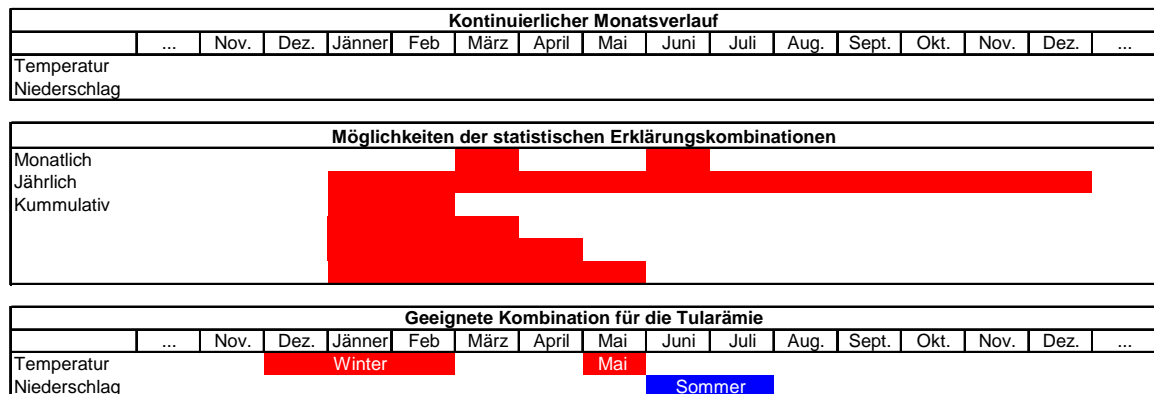 Kontinuierlicher Monatsverlauf
... Nov. Dez. Jänner Feb März April Mai Juni Juli Aug. Sept. Okt. Nov. Dez. ...
Temperatur
Niederschlag
Möglichkeiten der statistischen Erklärungskombinationen
Monatlich
Jährlich
Kummulativ
Geeignete Kombination für die Tularämie
... Nov. Dez. Jänner Feb März April Mai Juni Juli Aug. Sept. Okt. Nov. Dez. ...
Temperatur Winter Mai
Niederschlag Sommer